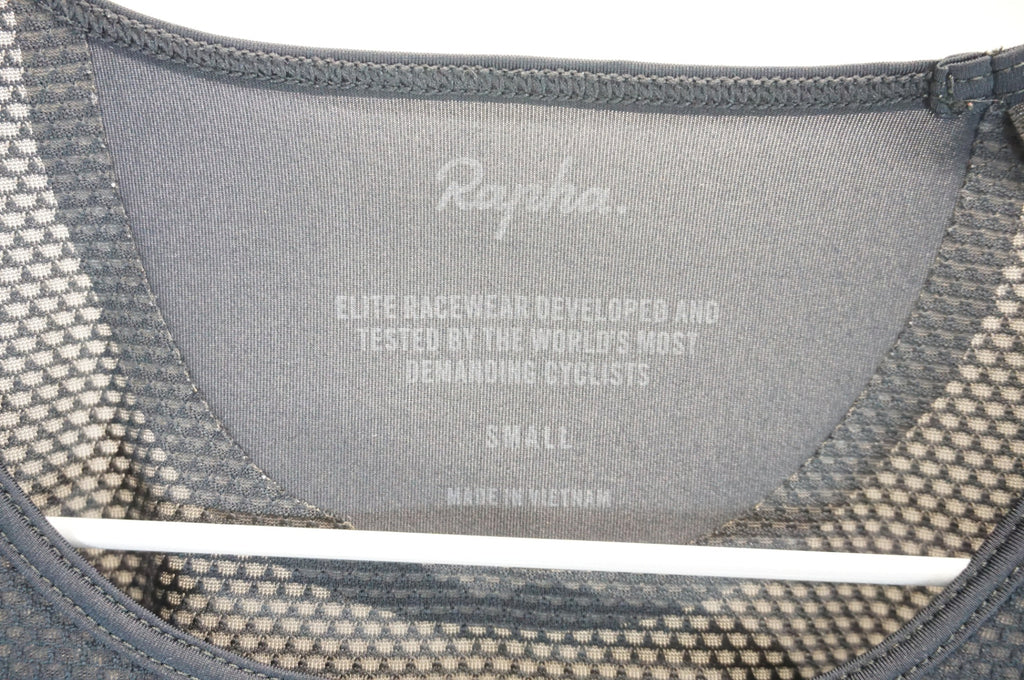 Rapha.
ELITE RACEWEAR DEVELOPED AND
TESTED BY THE WORLD'S MOST
DEMANDING CYCLISTS
SMALL
MADE IN VIETNAM